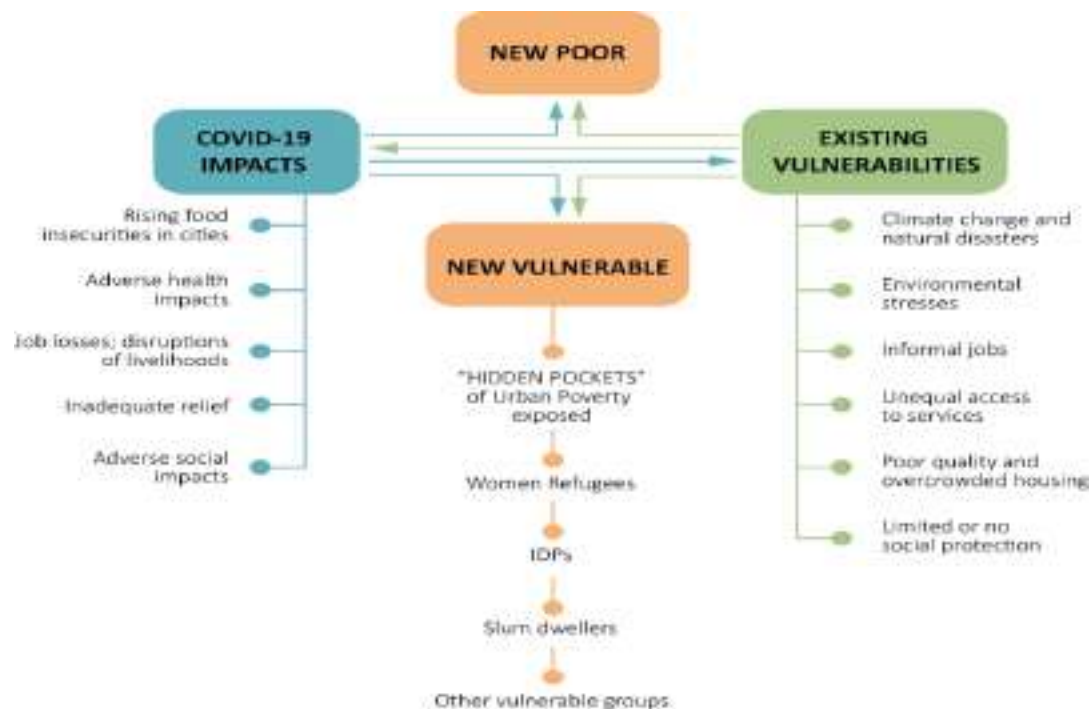 NEW POOR
COVID-19
IMPACTS
EXISTING
VULNERABILITIES
Rising food
insecurities in cities
Adverse health
impacts
Job losses; disruptions
of livelihoods
Inadequate relief
Adverse social
impacts
NEW VULNERABLE
"HIDDEN POCKETS"
of Urban Poverty
exposed
Women Refugees
IDPs
Slum dwellers
Other vulnerable groups
Climate change and
natural disasters
Environmental
stresses
Informal jobs
Unequal access
to services
Poor quality and
overcrowded housing
Limited or no
social protection